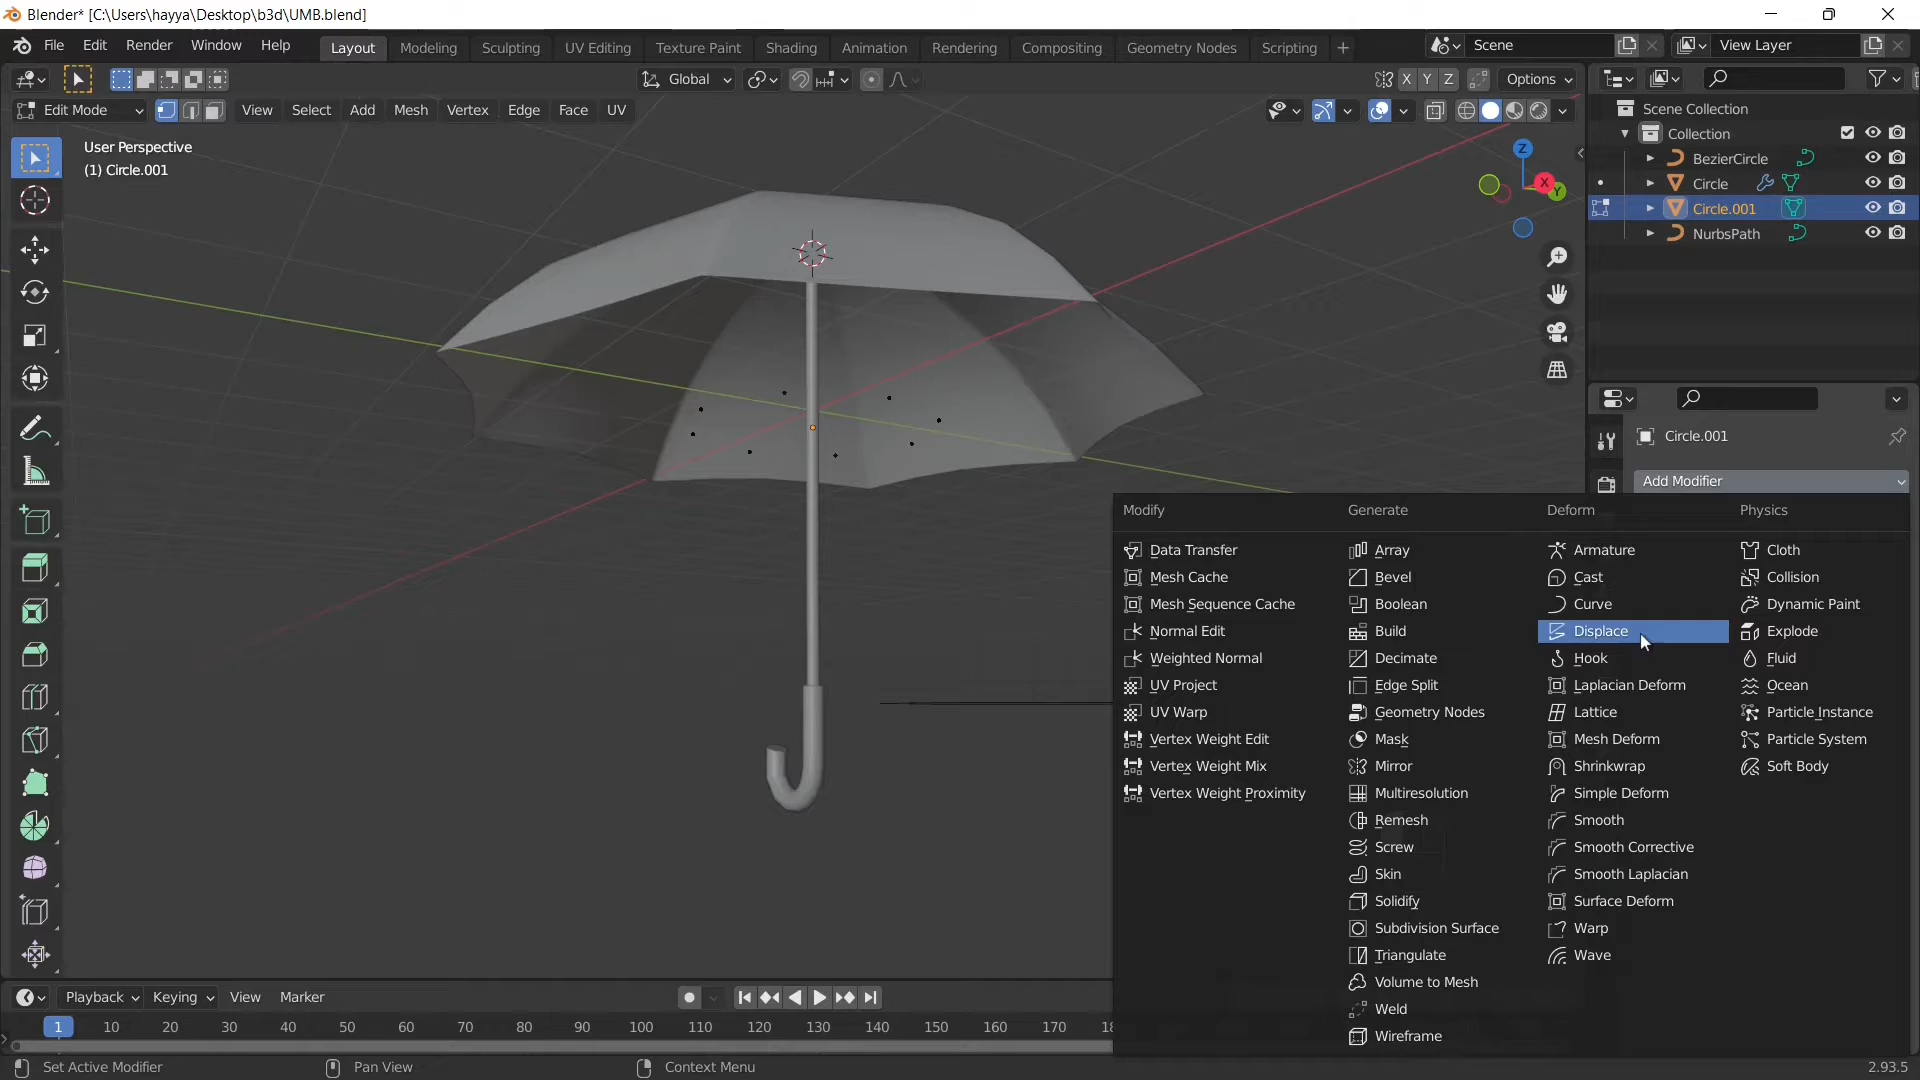 Blender* [C:\Users\hayya\Desktop\b3d\UMB.blend]
File Edit Render Window Help
Layout Modeling Sculpting UV Editing Texture Paint Shading Animation Rendering Compositing Geometry Nodes Scripting +
Scene View Layer
Global X Y Z Options
Edit Mode View Select Add Mesh Vertex Edge Face UV
User Perspective
(1) Circle.001
Z X Y
Scene Collection
Collection
BezierCircle
Circle
Circle.001
NurbsPath
Circle.001
Add Modifier
Modify
Data Transfer
Mesh Cache
Mesh Sequence Cache
Normal Edit
Weighted Normal
UV Project
UV Warp
Vertex Weight Edit
Vertex Weight Mix
Vertex Weight Proximity
Generate
Array
Bevel
Boolean
Build
Decimate
Edge Split
Geometry Nodes
Mask
Mirror
Multiresolution
Remesh
Screw
Skin
Solidify
Subdivision Surface
Triangulate
Volume to Mesh
Weld
Wireframe
Deform
Armature
Cast
Curve
Displace
Hook
Laplacian Deform
Lattice
Mesh Deform
Shrinkwrap
Simple Deform
Smooth
Smooth Corrective
Smooth Laplacian
Surface Deform
Warp
Wave
Physics
Cloth
Collision
Dynamic Paint
Explode
Fluid
Ocean
Particle Instance
Particle System
Soft Body
Playback Keying View Marker
1 10 20 30 40 50 60 70 80 90 100 110 120 130 140 150 160 170
Set Active Modifier Pan View Context Menu 2.93.5